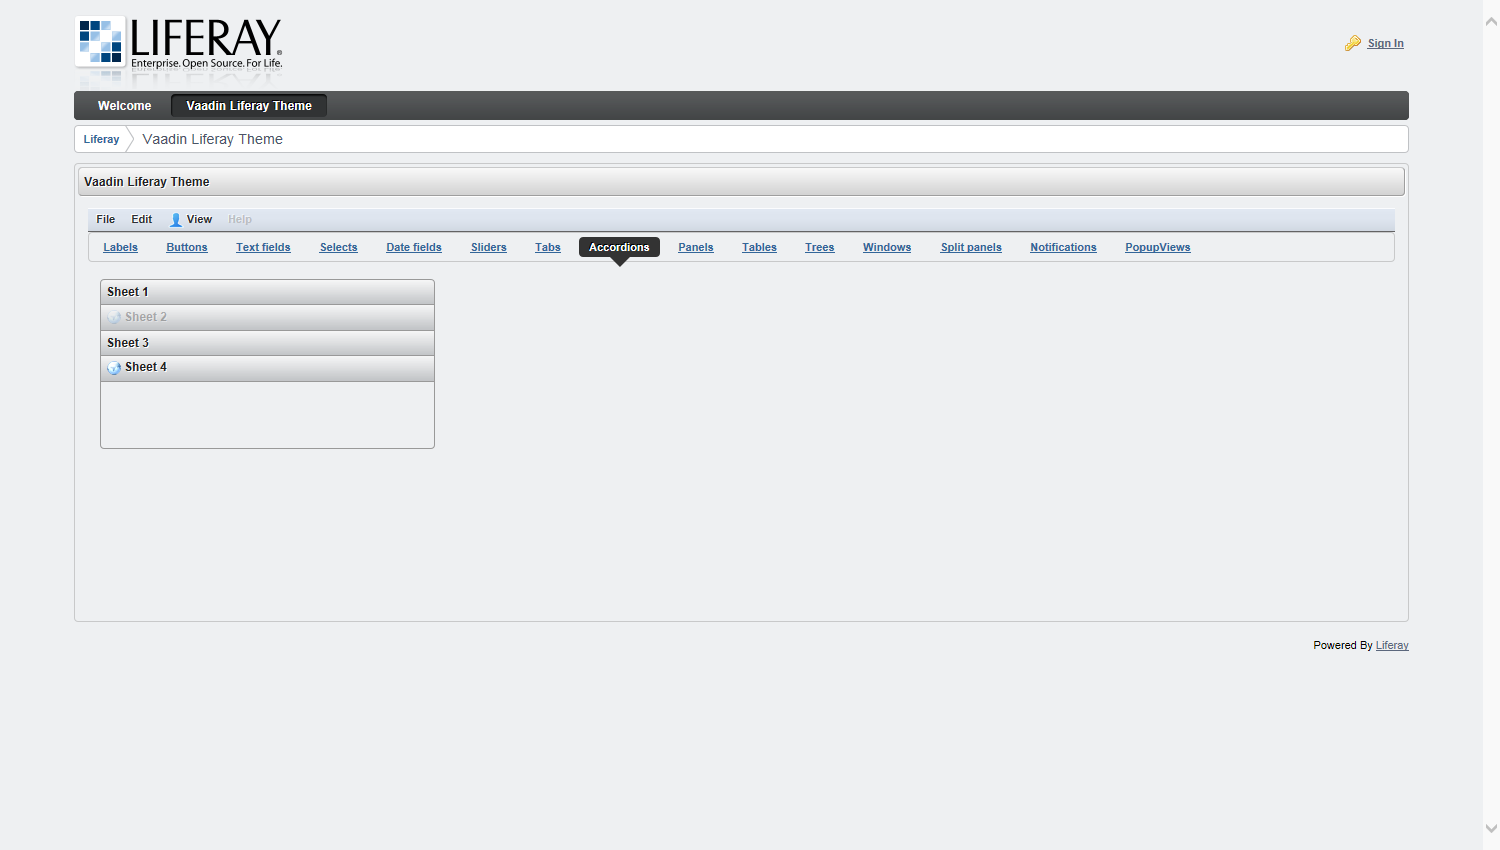 LIFERAY®
Enterprise. Open Source. For Life.
Sign In
Welcome Vaadin Liferay Theme
Liferay Vaadin Liferay Theme
Vaadin Liferay Theme
File Edit View Help
Labels Buttons Text fields Selects Date fields Sliders Tabs Accordions Panels Tables Trees Windows Split panels Notifications PopupViews
Sheet 1
Sheet 2
Sheet 3
Sheet 4
Powered By Liferay